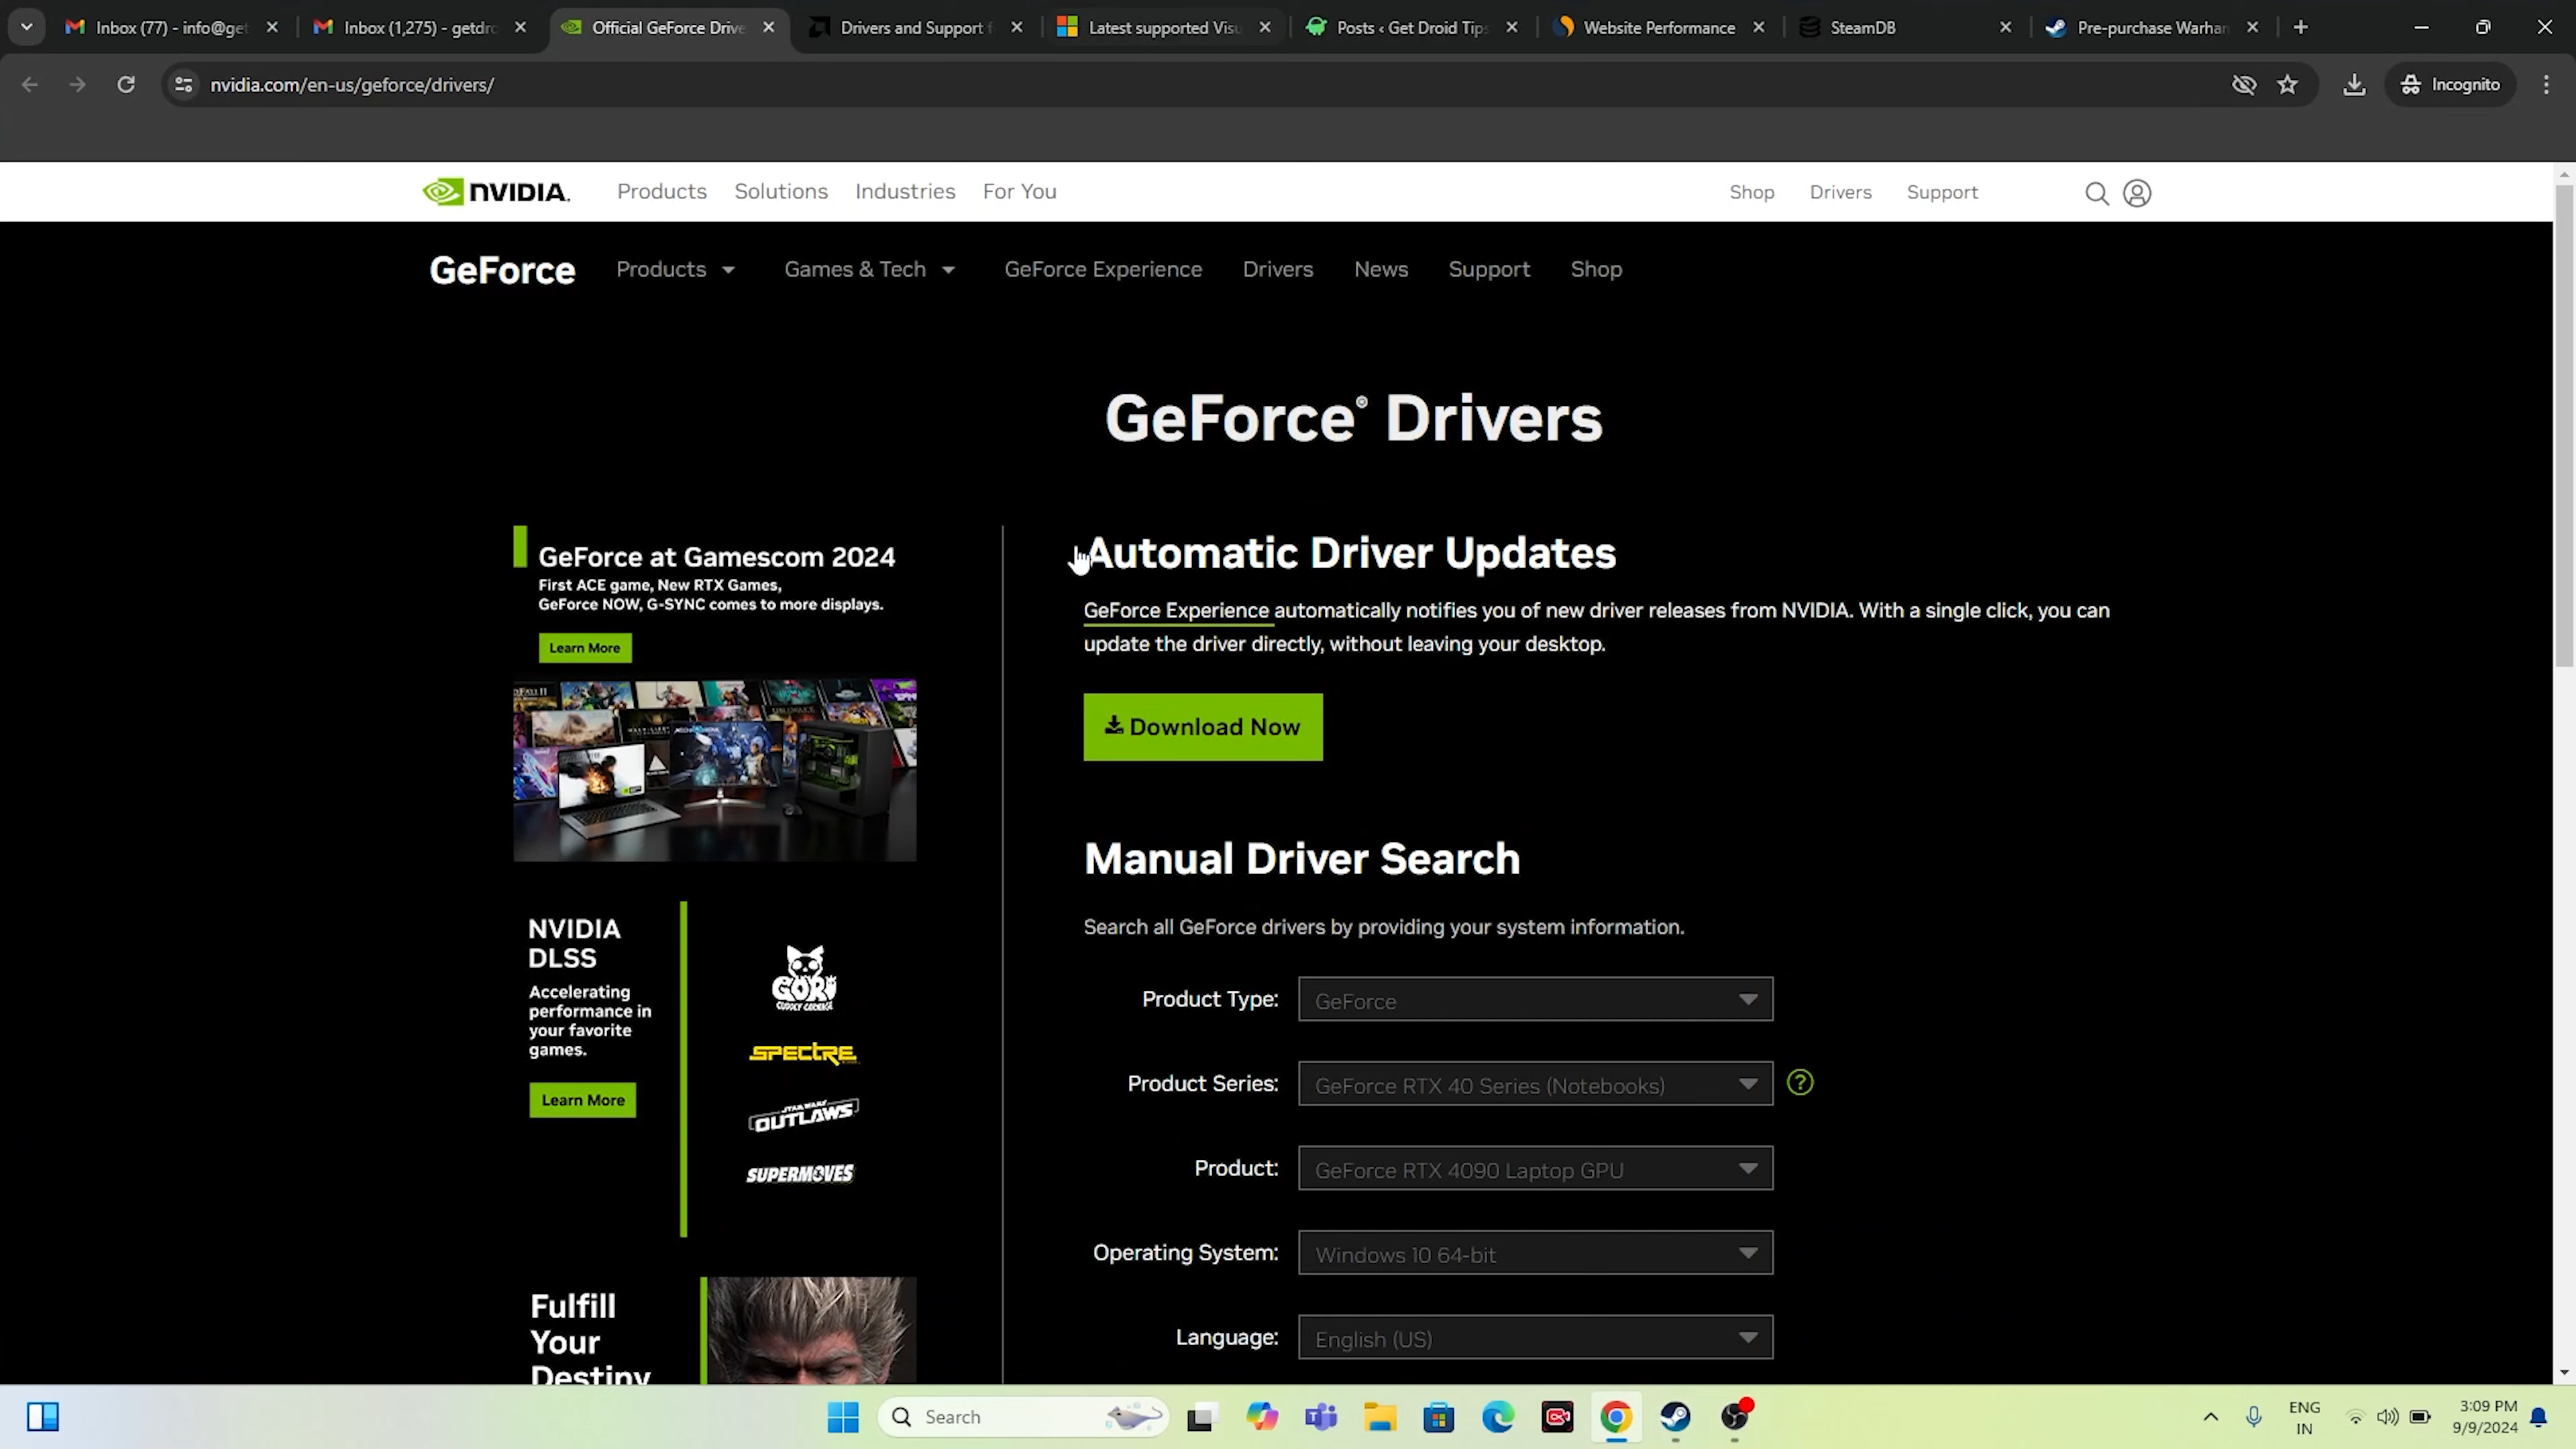 Inbox (77) - info@get
Inbox (1,275) - getdro
Official GeForce Drive
Drivers and Support f
Latest supported Visu
Posts ‹ Get Droid Tips
Website Performance
SteamDB
Pre-purchase Warham
nvidia.com/en-us/geforce/drivers/
Incognito
NVIDIA.
Products
Solutions
Industries
For You
Shop
Drivers
Support
GeForce
Products
Games & Tech
GeForce Experience
Drivers
News
Support
Shop
GeForce® Drivers
GeForce at Gamescom 2024
First ACE game, New RTX Games,
GeForce NOW, G-SYNC comes to more displays.
Learn More
NVIDIA
DLSS
Accelerating
performance in
your favorite
games.
Learn More
GORI
CUDDLY CARNAGE
SPECTRE
STAR WARS
OUTLAWS
SUPERMOVES
Fulfill
Your
Destiny
Automatic Driver Updates
GeForce Experience automatically notifies you of new driver releases from NVIDIA. With a single click, you can
update the driver directly, without leaving your desktop.
Download Now
Manual Driver Search
Search all GeForce drivers by providing your system information.
Product Type: GeForce
Product Series: GeForce RTX 40 Series (Notebooks) ?
Product: GeForce RTX 4090 Laptop GPU
Operating System: Windows 10 64-bit
Language: English (US)
Search
ENG
IN
3:09 PM
9/9/2024